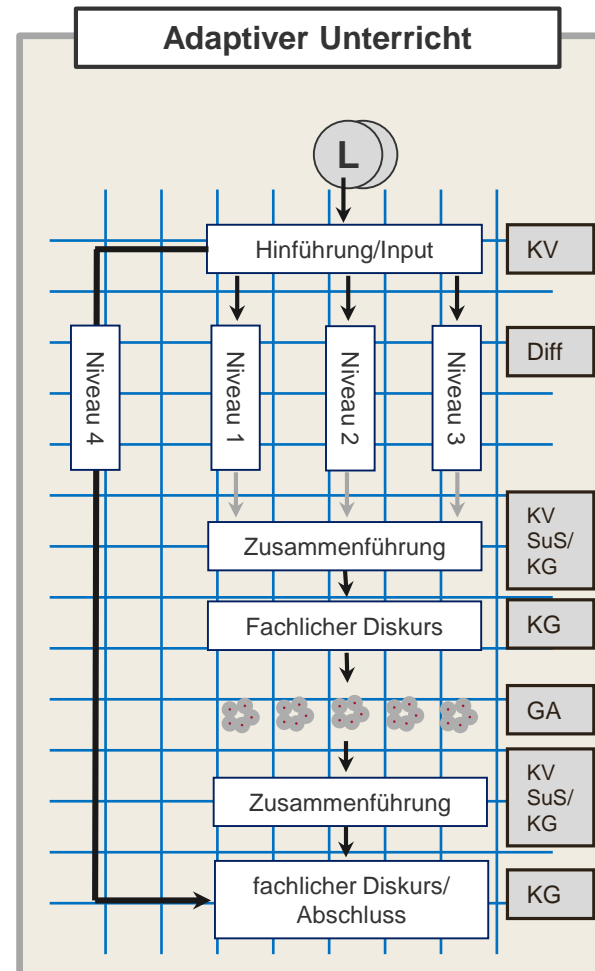 Adaptiver Unterricht
L
Hinführung/Input
KV
Niveau 4
Niveau 1
Niveau 2
Niveau 3
Diff
Zusammenführung
KV
SuS/
KG
Fachlicher Diskurs
KG
GA
Zusammenführung
KV
SuS/
KG
fachlicher Diskurs/
Abschluss
KG